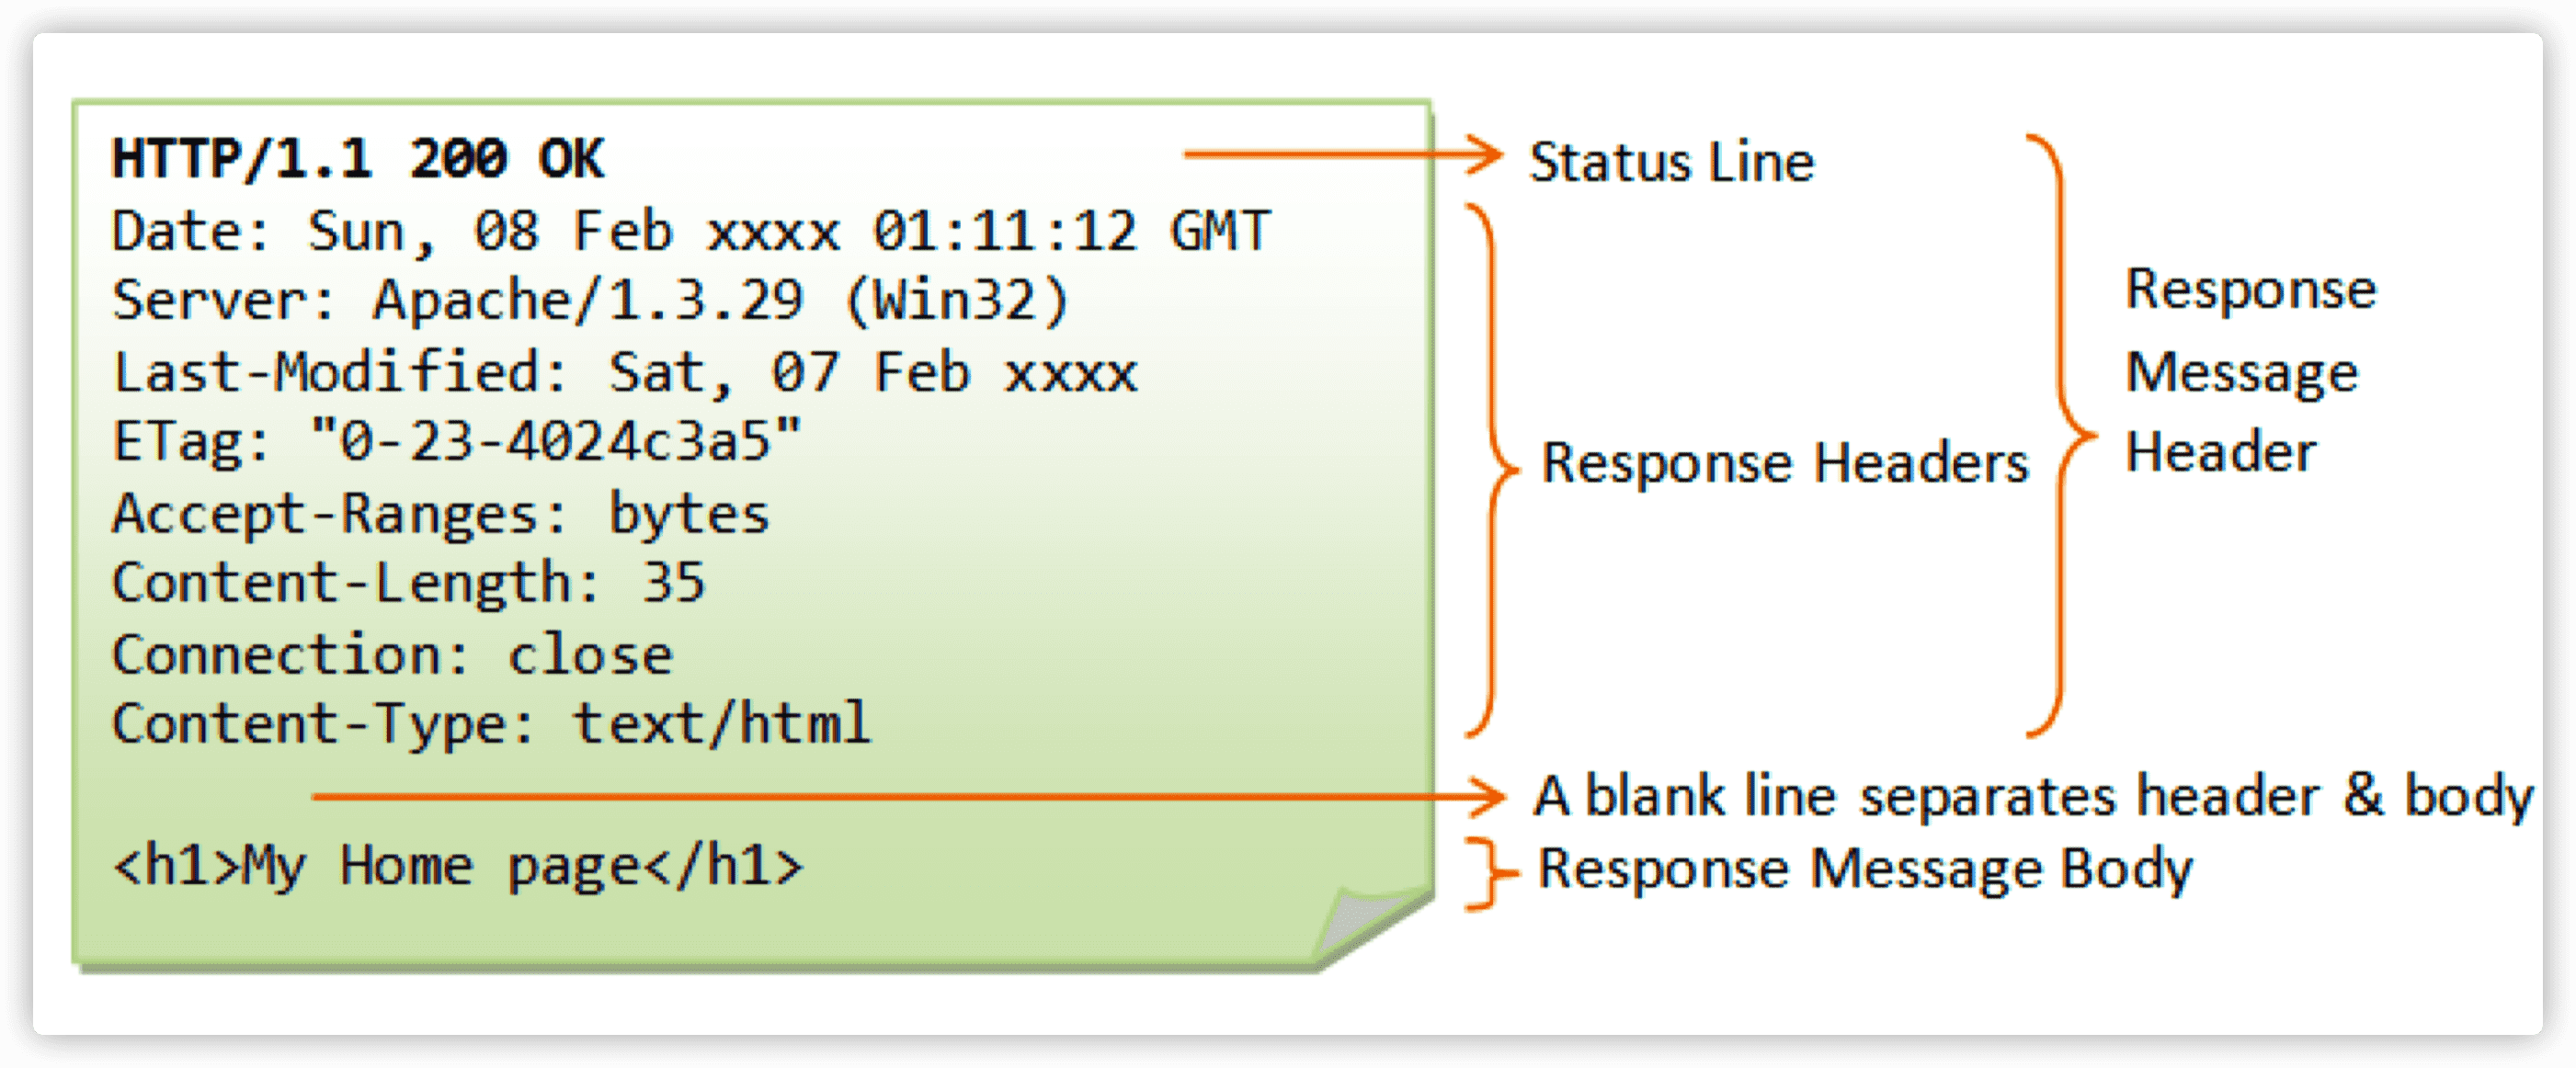 HTTP/1.1 200 OK
Date: Sun, 08 Feb xxxx 01:11:12 GMT
Server: Apache/1.3.29 (Win32)
Last-Modified: Sat, 07 Feb xxxx
ETag: "0-23-4024c3a5"
Accept-Ranges: bytes
Content-Length: 35
Connection: close
Content-Type: text/html
<h1>My Home page</h1>
Status Line
Response Headers
Response
Message
Header
A blank line separates header & body
Response Message Body